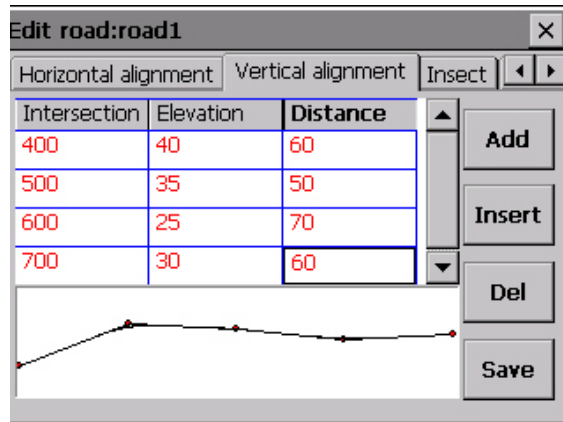 Edit road:road1
Horizontal alignment Vertical alignment Insect
Intersection Elevation Distance
400 40 60
500 35 50
600 25 70
700 30 60
Add
Insert
Del
Save